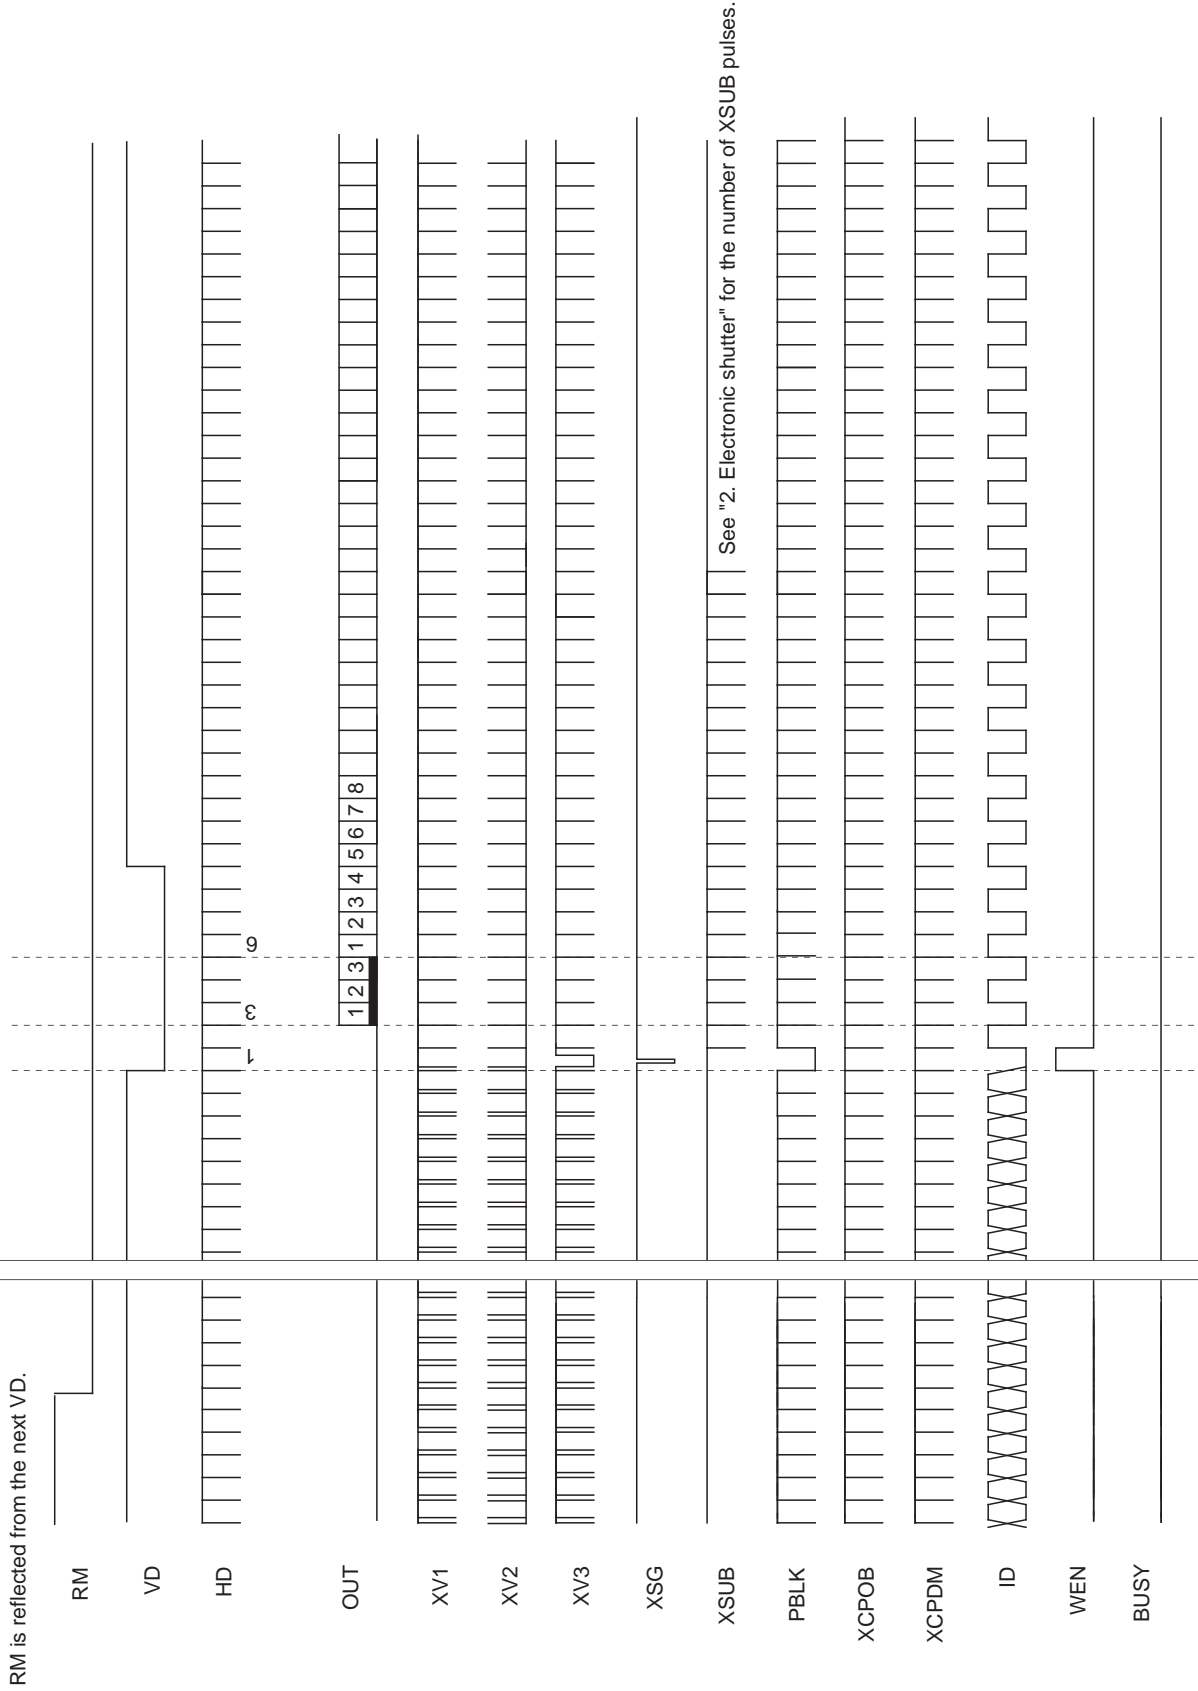 RM is reflected from the next VD.
RM
VD
HD
1
3
6
OUT
1 2 3 1 2 3 4 5 6 7 8
XV1
XV2
XV3
XSG
XSUB
See "2. Electronic shutter" for the number of XSUB pulses.
PBLK
XCPOB
XCPDM
ID
WEN
BUSY